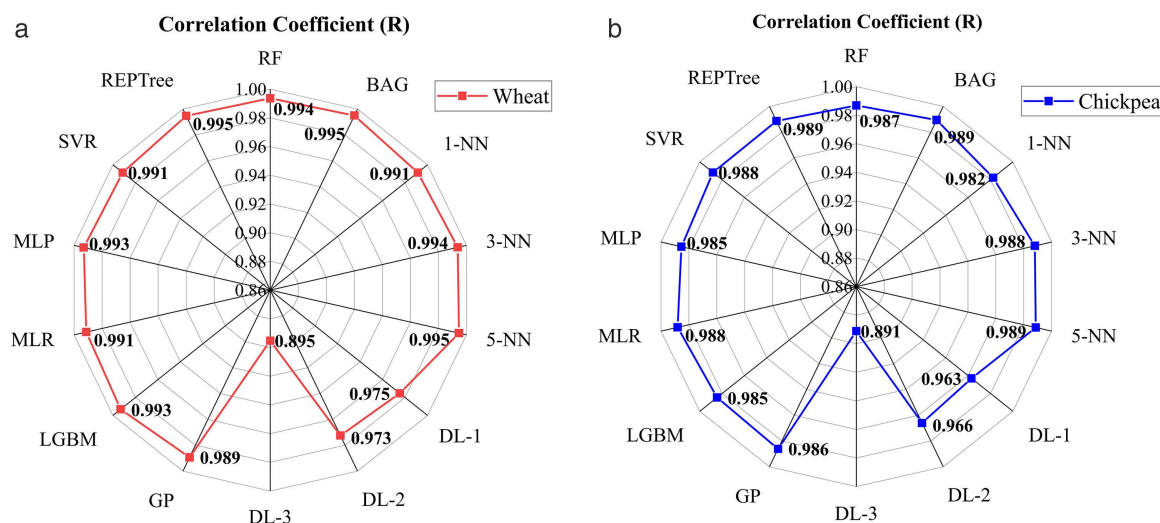 a
Correlation Coefficient (R)
RF
BAG
1-NN
3-NN
5-NN
DL-1
DL-2
DL-3
GP
LGBM
MLR
MLP
SVR
REPTree
Wheat
1.00
0.98
0.96
0.94
0.92
0.90
0.88
0.86
0.994
0.995
0.991
0.994
0.995
0.975
0.973
0.895
0.989
0.993
0.991
0.993
0.991
0.995
b
Correlation Coefficient (R)
RF
BAG
1-NN
3-NN
5-NN
DL-1
DL-2
DL-3
GP
LGBM
MLR
MLP
SVR
REPTree
Chickpea
1.00
0.98
0.96
0.94
0.92
0.90
0.88
0.86
0.987
0.989
0.982
0.988
0.989
0.963
0.966
0.891
0.986
0.985
0.988
0.985
0.988
0.989